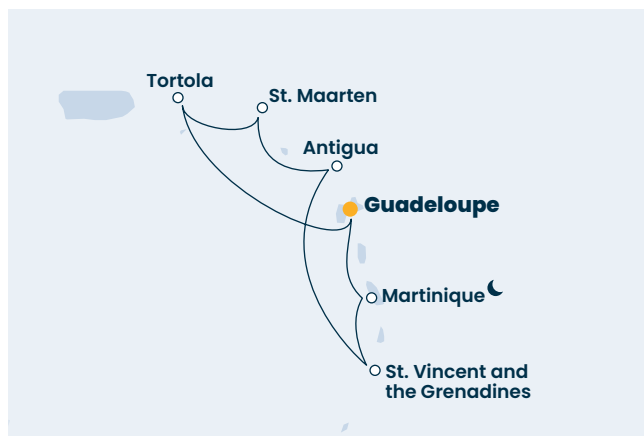 Tortola
St. Maarten
Antigua
Guadeloupe
Martinique
St. Vincent and
the Grenadines